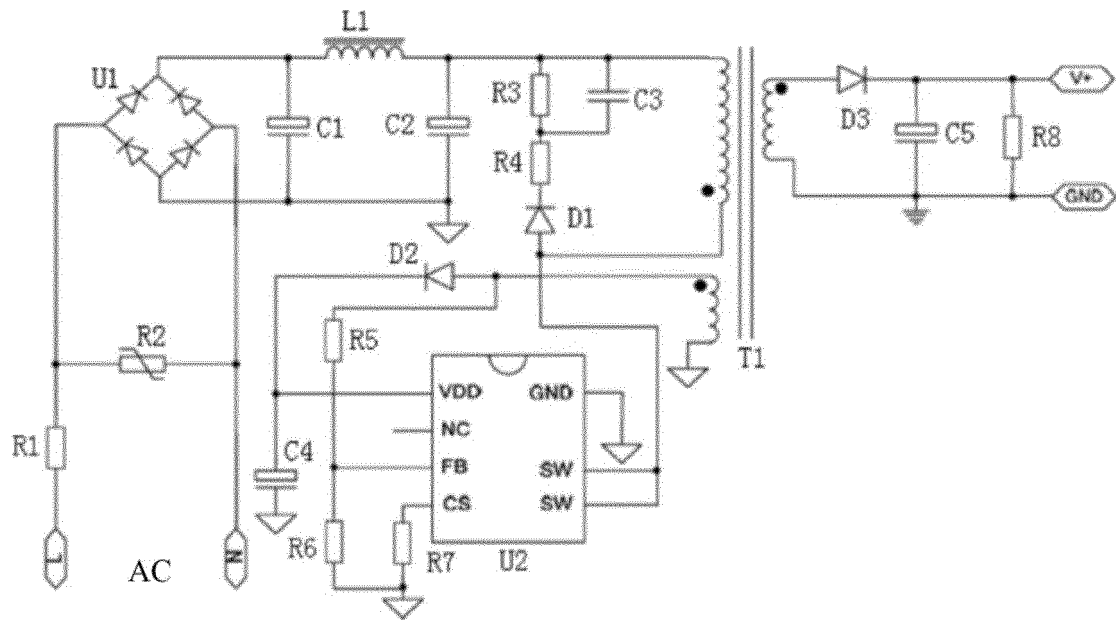 L1
U1
R3
C3
V+
C1
C2
D3
C5
R8
R4
GND
D1
D2
R2
R5
T1
VDD
GND
R1
NC
C4
FB
SW
CS
SW
R6
R7
U2
L
AC
N